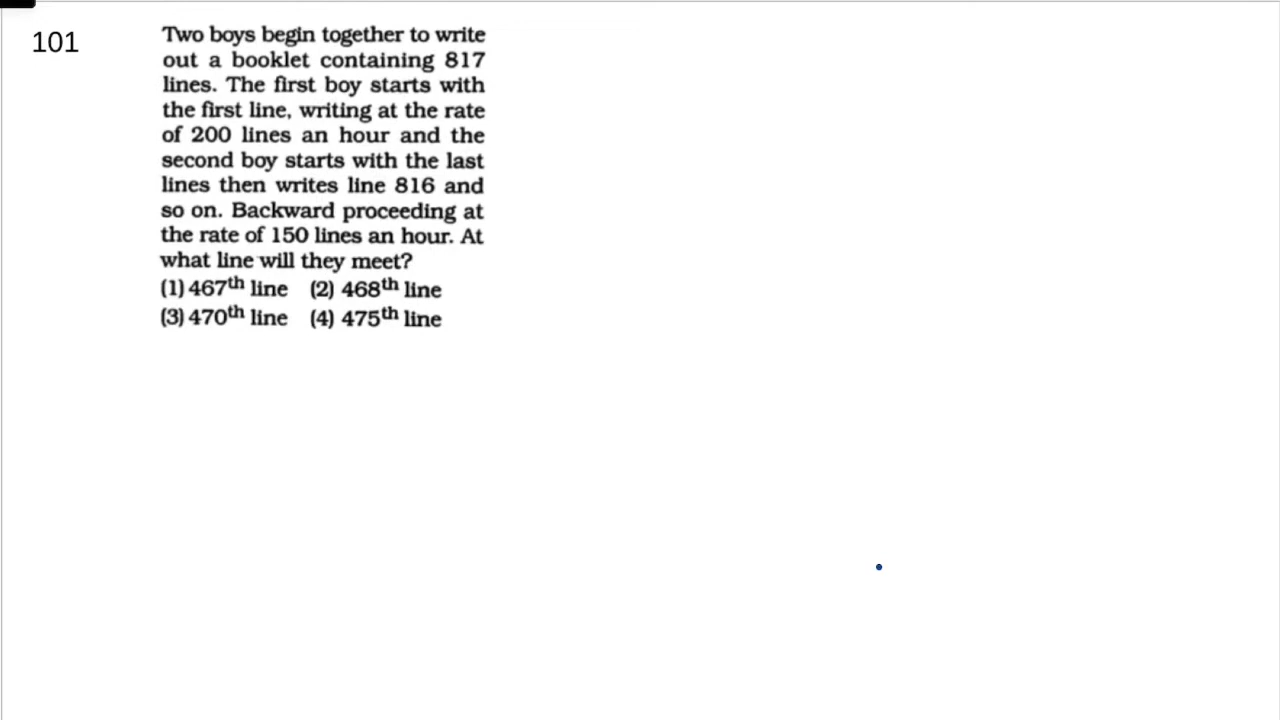 101
Two boys begin together to write
out a booklet containing 817
lines. The first boy starts with
the first line, writing at the rate
of 200 lines an hour and the
second boy starts with the last
lines then writes line 816 and
so on. Backward proceeding at
the rate of 150 lines an hour. At
what line will they meet?
(1) 467th line (2) 468th line
(3) 470th line (4) 475th line